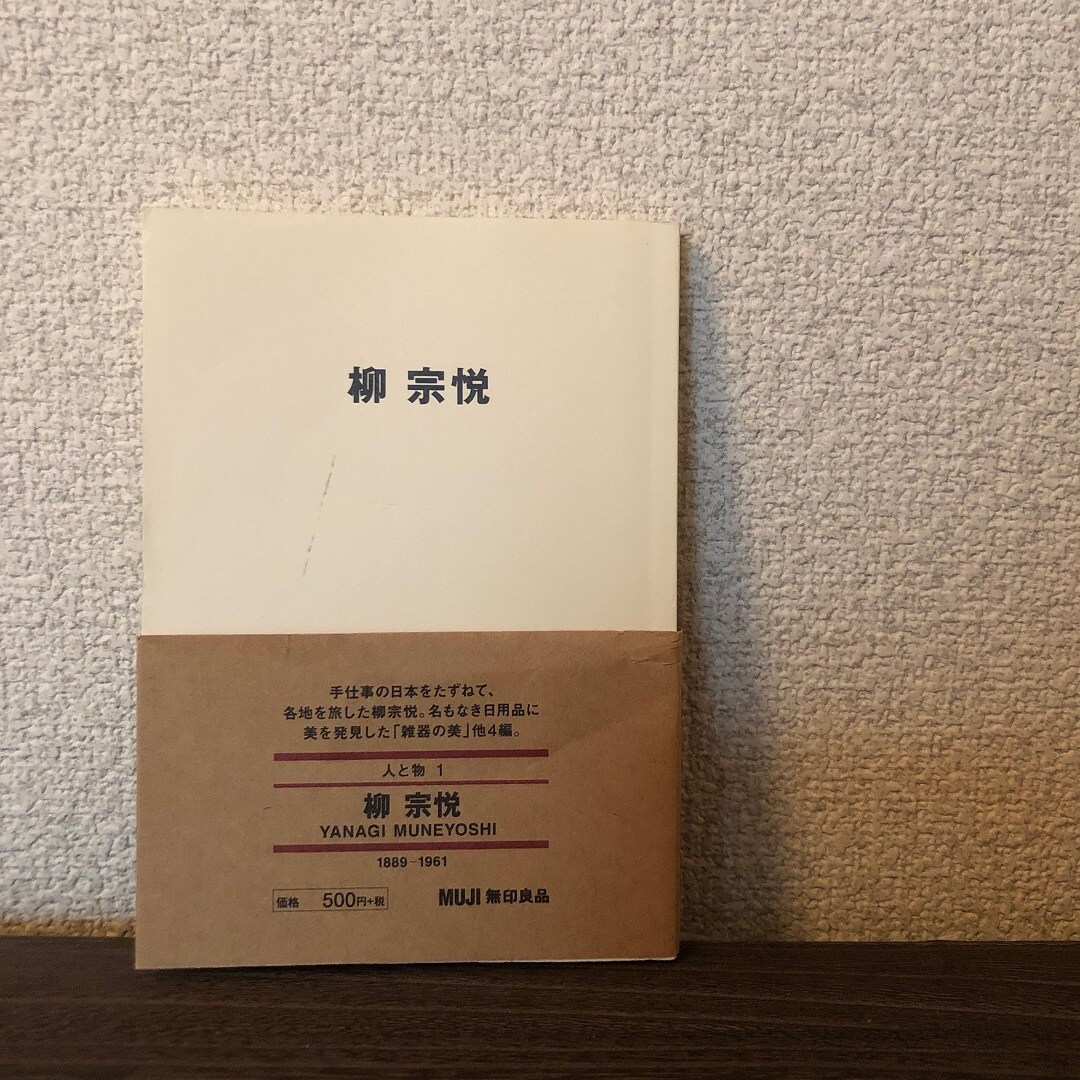 柳 宗悦
手仕事の日本をたずねて、
各地を旅した柳宗悦。名もなき日用品に
美を発見した「雑器の美」他4編。
人と物 1
柳 宗悦
YANAGI MUNEYOSHI
1889–1961
価格 500円+税
MUJI 無印良品